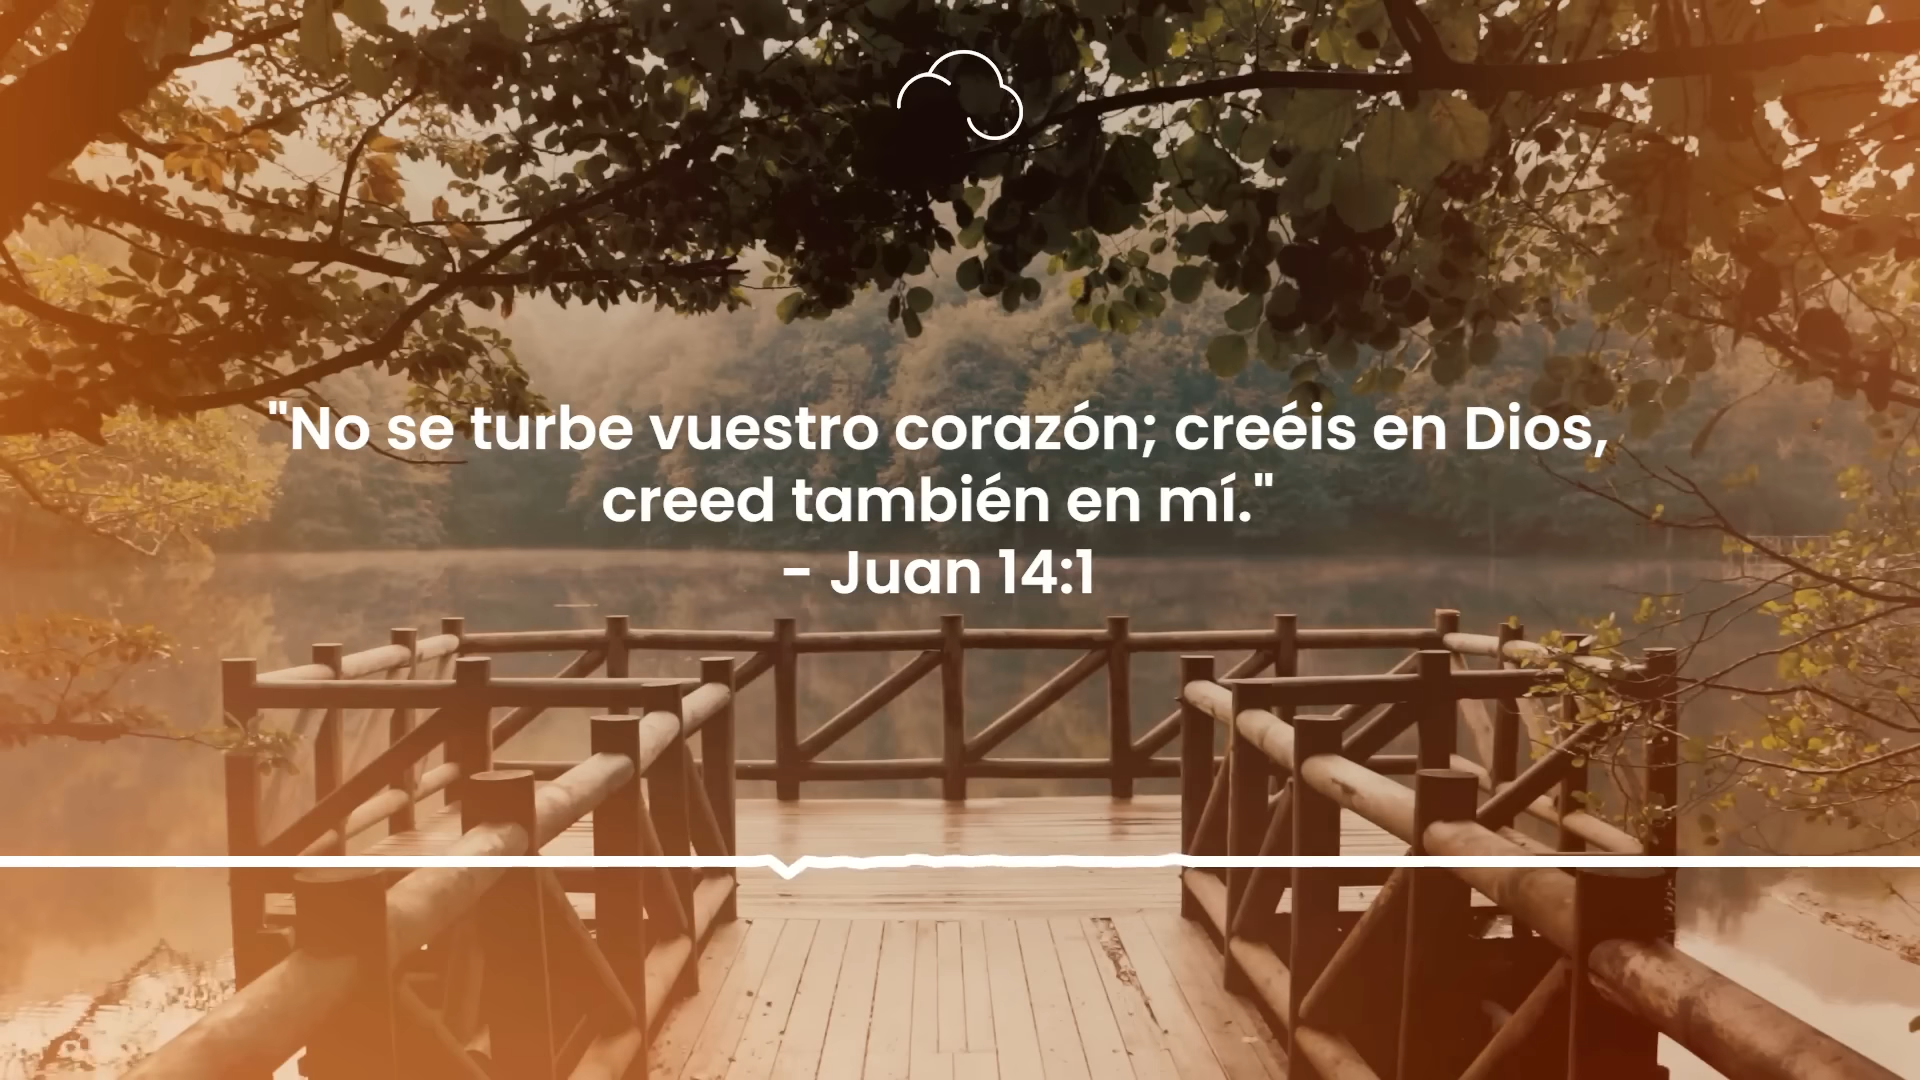 "No se turbe vuestro corazón; creéis en Dios,
creed también en mí."
- Juan 14:1